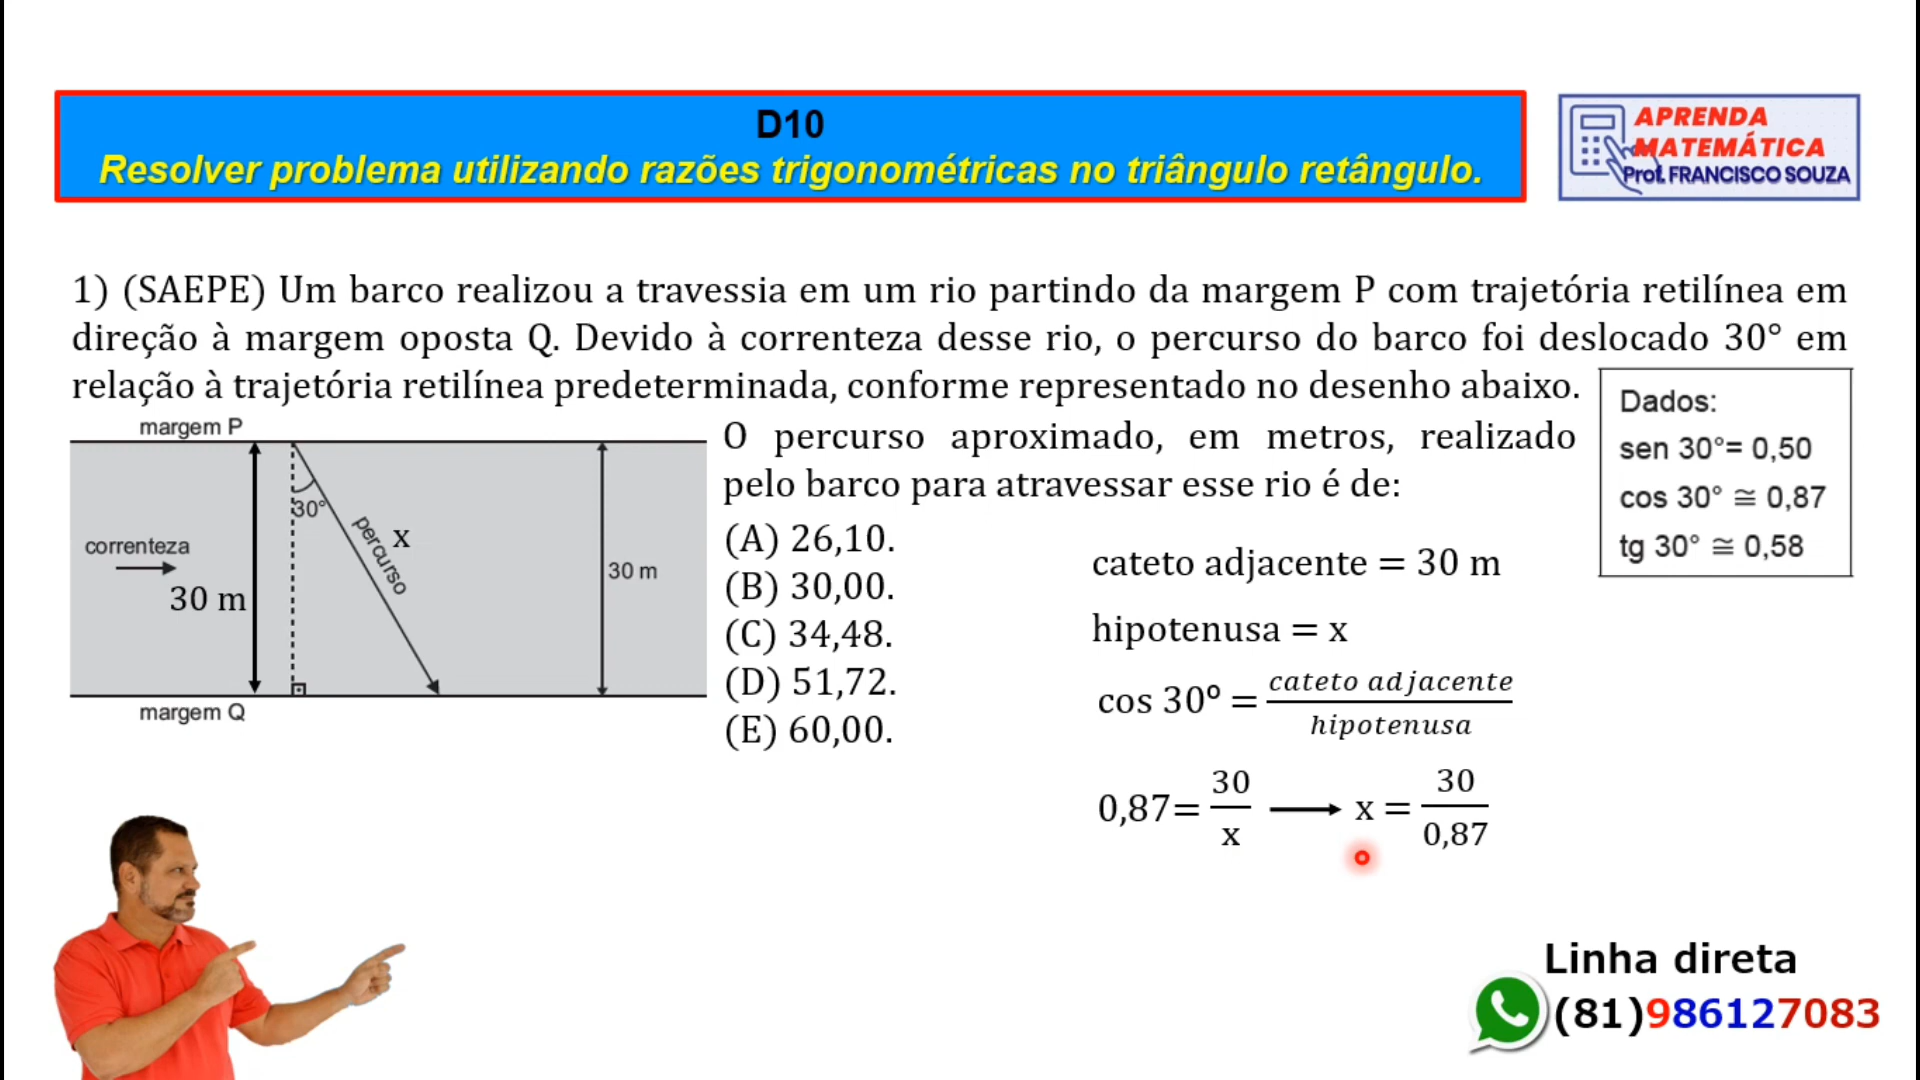 D10
Resolver problema utilizando razões trigonométricas no triângulo retângulo.
APRENDA
MATEMÁTICA
Prof. FRANCISCO SOUZA
1) (SAEPE) Um barco realizou a travessia em um rio partindo da margem P com trajetória retilínea em
direção à margem oposta Q. Devido à correnteza desse rio, o percurso do barco foi deslocado 30° em
relação à trajetória retilínea predeterminada, conforme representado no desenho abaixo.
Dados:
sen 30°= 0,50
cos 30° ≅ 0,87
tg 30° ≅ 0,58
margem P
30°
percurso
x
correnteza
30 m
30 m
margem Q
O percurso aproximado, em metros, realizado
pelo barco para atravessar esse rio é de:
(A) 26,10.
(B) 30,00.
(C) 34,48.
(D) 51,72.
(E) 60,00.
cateto adjacente = 30 m
hipotenusa = x
cos 30º = cateto adjacente / hipotenusa
0,87= 30 / x ⟶ x = 30 / 0,87
Linha direta
(81)986127083